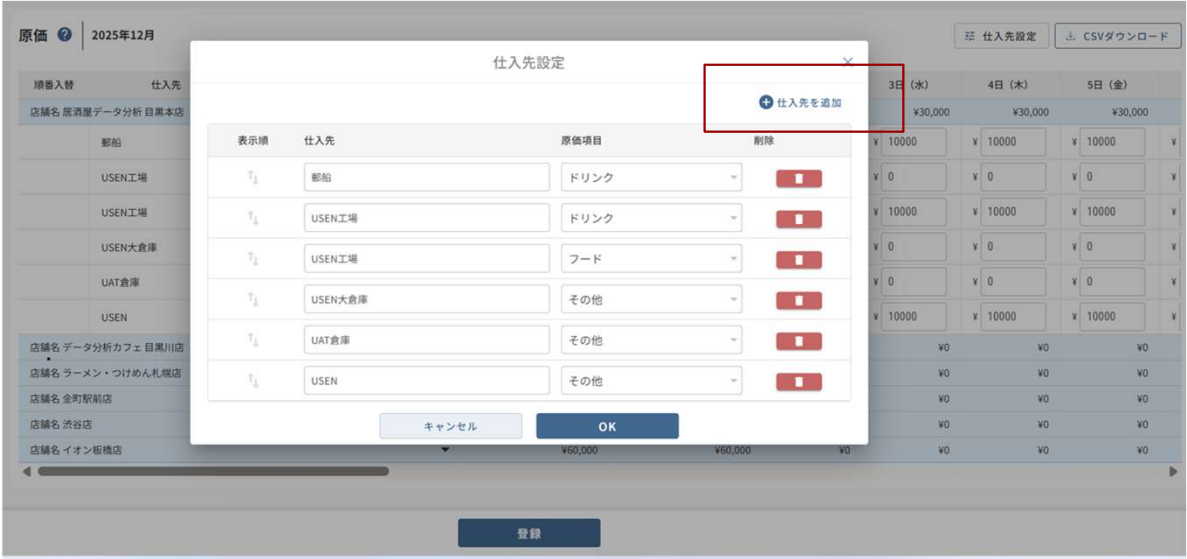 原価 ? 2025年12月
仕入先設定 CSVダウンロード
仕入先設定 ×
仕入先を追加
順番入替 仕入先 3日 (水) 4日 (木) 5日 (金)
店舗名 居酒屋データ分析 目黒本店 ¥30,000 ¥30,000 ¥30,000
表示順 仕入先 原価項目 削除
郵船 ¥ 10000 ¥ 10000 ¥ 10000 ¥
郵船 ドリンク
USEN工場 ¥ 0 ¥ 0 ¥ 0 ¥
USEN工場 ドリンク
USEN工場 ¥ 10000 ¥ 10000 ¥ 10000 ¥
USEN工場 フード
USEN大倉庫 ¥ 0 ¥ 0 ¥ 0 ¥
USEN大倉庫 その他
UAT倉庫 ¥ 0 ¥ 0 ¥ 0 ¥
UAT倉庫 その他
USEN ¥ 10000 ¥ 10000 ¥ 10000 ¥
USEN その他
キャンセル OK
店舗名 データ分析カフェ 目黒川店 ¥0 ¥0 ¥0
店舗名 ラーメン・つけめん札幌店 ¥0 ¥0 ¥0
店舗名 金町駅前店 ¥0 ¥0 ¥0
店舗名 渋谷店 ¥0 ¥0 ¥0
店舗名 イオン板橋店 ¥60,000 ¥60,000 ¥0 ¥0 ¥0 ¥0
登録